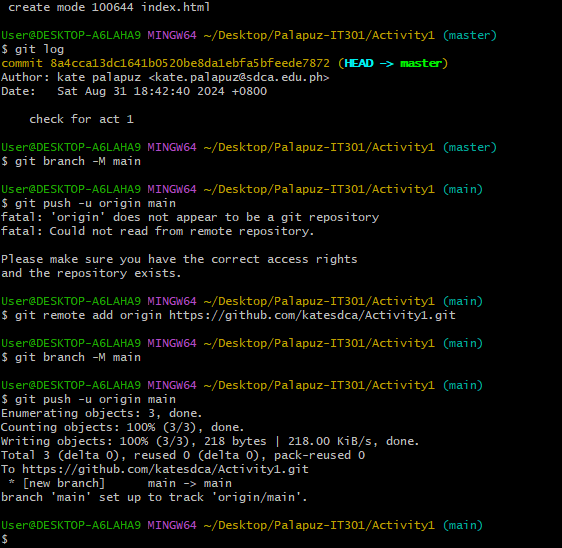 create mode 100644 index.html
User@DESKTOP-A6LAHA9 MINGW64 ~/Desktop/Palapuz-IT301/Activity1 (master)
$ git log
commit 8a4cca13dc1641b0520be8da1ebfa5bfeede7872 (HEAD -> master)
Author: kate palapuz <kate.palapuz@sdca.edu.ph>
Date:   Sat Aug 31 18:42:40 2024 +0800
check for act 1
User@DESKTOP-A6LAHA9 MINGW64 ~/Desktop/Palapuz-IT301/Activity1 (master)
$ git branch -M main
User@DESKTOP-A6LAHA9 MINGW64 ~/Desktop/Palapuz-IT301/Activity1 (main)
$ git push -u origin main
fatal: 'origin' does not appear to be a git repository
fatal: Could not read from remote repository.
Please make sure you have the correct access rights
and the repository exists.
User@DESKTOP-A6LAHA9 MINGW64 ~/Desktop/Palapuz-IT301/Activity1 (main)
$ git remote add origin https://github.com/katesdca/Activity1.git
User@DESKTOP-A6LAHA9 MINGW64 ~/Desktop/Palapuz-IT301/Activity1 (main)
$ git branch -M main
User@DESKTOP-A6LAHA9 MINGW64 ~/Desktop/Palapuz-IT301/Activity1 (main)
$ git push -u origin main
Enumerating objects: 3, done.
Counting objects: 100% (3/3), done.
Writing objects: 100% (3/3), 218 bytes | 218.00 KiB/s, done.
Total 3 (delta 0), reused 0 (delta 0), pack-reused 0
To https://github.com/katesdca/Activity1.git
 * [new branch]      main -> main
branch 'main' set up to track 'origin/main'.
User@DESKTOP-A6LAHA9 MINGW64 ~/Desktop/Palapuz-IT301/Activity1 (main)
$